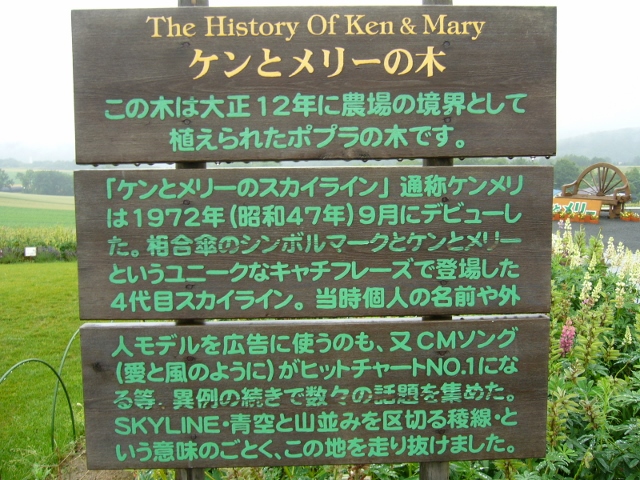 The History Of Ken & Mary
ケンとメリーの木
この木は大正12年に農場の境界として
植えられたポプラの木です。
「ケンとメリーのスカイライン」通称ケンメリ
は1972年(昭和47年)9月にデビューし
た。相合傘のシンボルマークとケンとメリー
というユニークなキャチフレーズで登場した
4代目スカイライン。当時個人の名前や外
人モデルを広告に使うのも、又CMソング
(愛と風のように)がヒットチャートNO.1にな
る等、異例の続きで数々の話題を集めた。
SKYLINE・青空と山並みを区切る稜線・と
いう意味のごとく、この地を走り抜けました。
とメリー